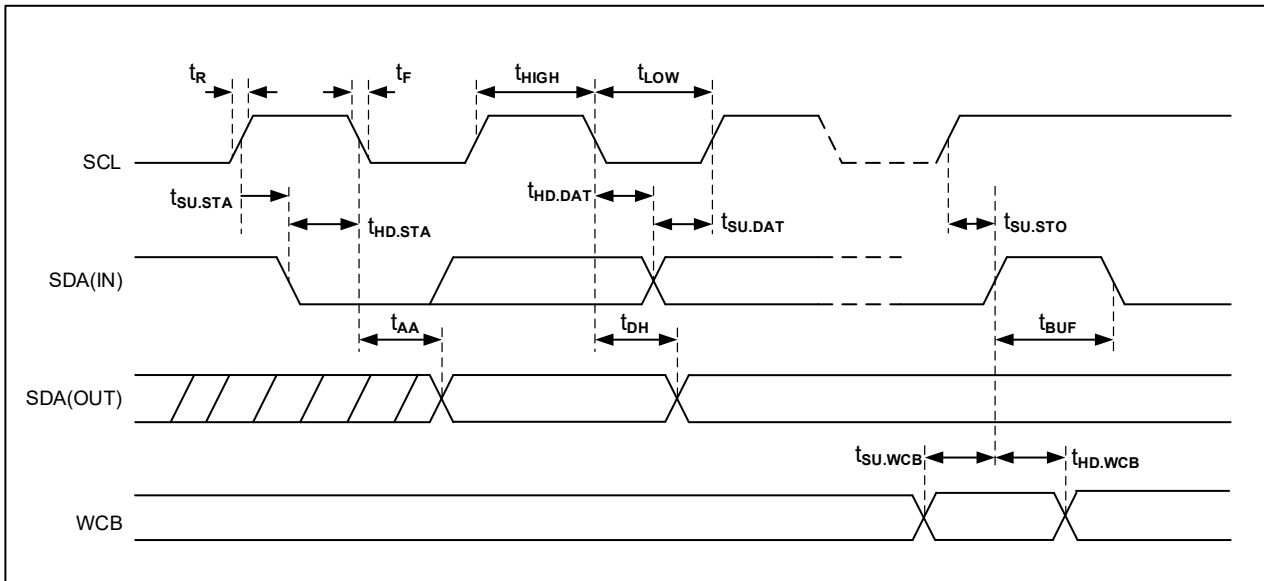 tR tF tHIGH tLOW
SCL
tSU.STA tHD.STA tHD.DAT tSU.DAT tSU.STO
SDA(IN)
tAA tDH tBUF
SDA(OUT)
tSU.WCB tHD.WCB
WCB